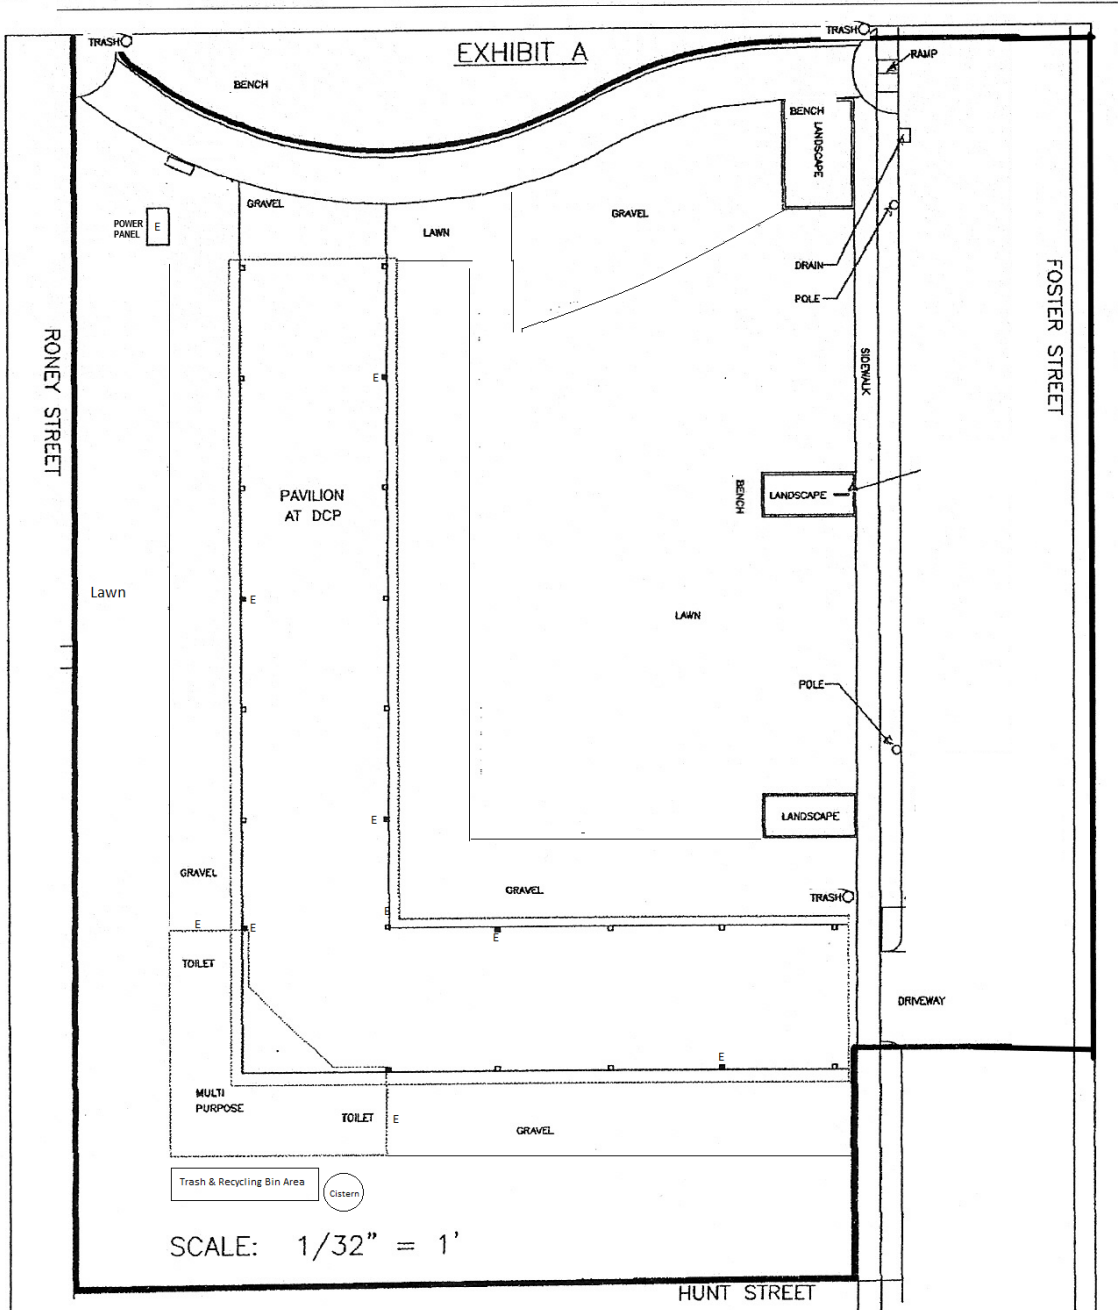 TRASH
EXHIBIT A
TRASH
RAMP
BENCH
BENCH
LANDSCAPE
GRAVEL
GRAVEL
POWER
PANEL
E
LAWN
DRAIN
POLE
FOSTER STREET
RONEY STREET
SIDEWALK
E
PAVILION
AT DCP
BENCH
LANDSCAPE
Lawn
E
LAWN
POLE
E
LANDSCAPE
GRAVEL
GRAVEL
TRASH
E
E
E
E
TOILET
DRIVEWAY
E
MULTI
PURPOSE
TOILET
E
GRAVEL
Trash & Recycling Bin Area
Cistern
SCALE: 1/32" = 1'
HUNT STREET